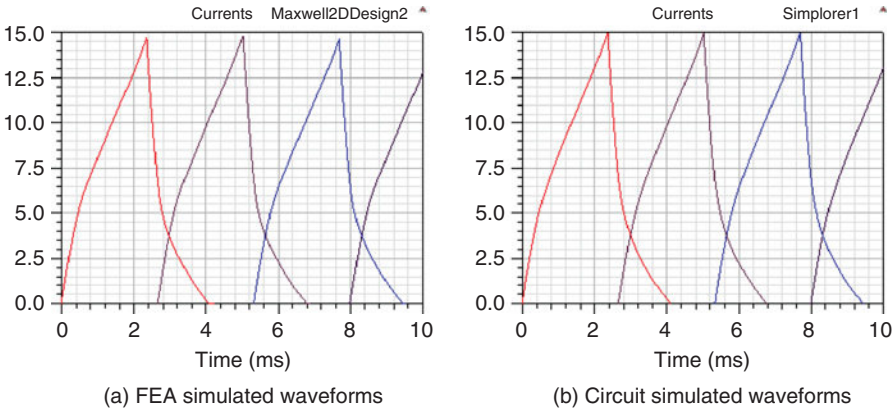 Currents Maxwell2DDesign2
15.0
12.5
10.0
7.5
5.0
2.5
0.0
0 2 4 6 8 10
Time (ms)
(a) FEA simulated waveforms
Currents Simplorer1
15.0
12.5
10.0
7.5
5.0
2.5
0.0
0 2 4 6 8 10
Time (ms)
(b) Circuit simulated waveforms